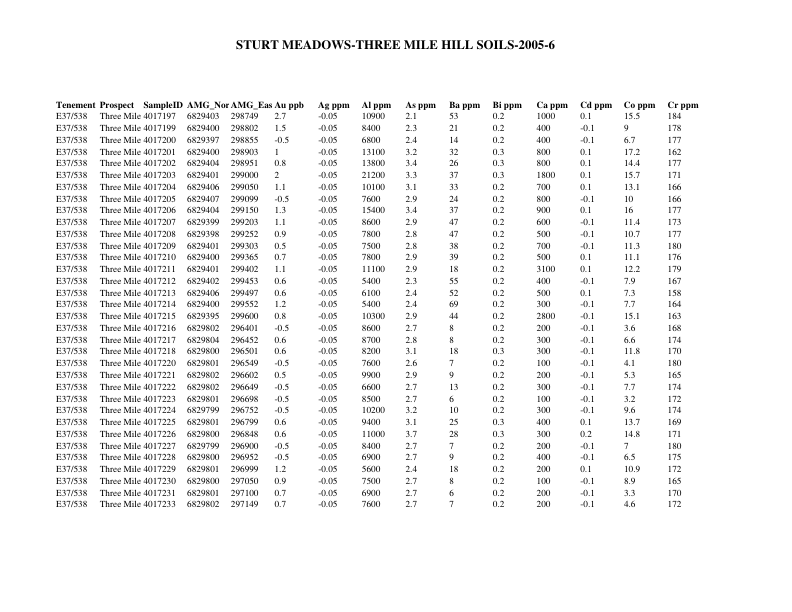 STURT MEADOWS-THREE MILE HILL SOILS-2005-6
Tenement Prospect SampleID AMG_Nor AMG_Eas Au ppb Ag ppm Al ppm As ppm Ba ppm Bi ppm Ca ppm Cd ppm Co ppm Cr ppm
E37/538 Three Mile 4017197 6829403 298749 2.7 -0.05 10900 2.1 53 0.2 1000 0.1 15.5 184
E37/538 Three Mile 4017199 6829400 298802 1.5 -0.05 8400 2.3 21 0.2 400 -0.1 9 178
E37/538 Three Mile 4017200 6829397 298855 -0.5 -0.05 6800 2.4 14 0.2 400 -0.1 6.7 177
E37/538 Three Mile 4017201 6829400 298903 1 -0.05 13100 3.2 32 0.3 800 0.1 17.2 162
E37/538 Three Mile 4017202 6829404 298951 0.8 -0.05 13800 3.4 26 0.3 800 0.1 14.4 177
E37/538 Three Mile 4017203 6829401 299000 2 -0.05 21200 3.3 37 0.3 1800 0.1 15.7 171
E37/538 Three Mile 4017204 6829406 299050 1.1 -0.05 10100 3.1 33 0.2 700 0.1 13.1 166
E37/538 Three Mile 4017205 6829407 299099 -0.5 -0.05 7600 2.9 24 0.2 800 -0.1 10 166
E37/538 Three Mile 4017206 6829404 299150 1.3 -0.05 15400 3.4 37 0.2 900 0.1 16 177
E37/538 Three Mile 4017207 6829399 299203 1.1 -0.05 8600 2.9 47 0.2 600 -0.1 11.4 173
E37/538 Three Mile 4017208 6829398 299252 0.9 -0.05 7800 2.8 47 0.2 500 -0.1 10.7 177
E37/538 Three Mile 4017209 6829401 299303 0.5 -0.05 7500 2.8 38 0.2 700 -0.1 11.3 180
E37/538 Three Mile 4017210 6829400 299365 0.7 -0.05 7800 2.9 39 0.2 500 0.1 11.1 176
E37/538 Three Mile 4017211 6829401 299402 1.1 -0.05 11100 2.9 18 0.2 3100 0.1 12.2 179
E37/538 Three Mile 4017212 6829402 299453 0.6 -0.05 5400 2.3 55 0.2 400 -0.1 7.9 167
E37/538 Three Mile 4017213 6829406 299497 0.6 -0.05 6100 2.4 52 0.2 500 0.1 7.3 158
E37/538 Three Mile 4017214 6829400 299552 1.2 -0.05 5400 2.4 69 0.2 300 -0.1 7.7 164
E37/538 Three Mile 4017215 6829395 299600 0.8 -0.05 10300 2.9 44 0.2 2800 -0.1 15.1 163
E37/538 Three Mile 4017216 6829802 296401 -0.5 -0.05 8600 2.7 8 0.2 200 -0.1 3.6 168
E37/538 Three Mile 4017217 6829804 296452 0.6 -0.05 8700 2.8 8 0.2 300 -0.1 6.6 174
E37/538 Three Mile 4017218 6829800 296501 0.6 -0.05 8200 3.1 18 0.3 300 -0.1 11.8 170
E37/538 Three Mile 4017220 6829801 296549 -0.5 -0.05 7600 2.6 7 0.2 100 -0.1 4.1 180
E37/538 Three Mile 4017221 6829802 296602 0.5 -0.05 9900 2.9 9 0.2 200 -0.1 5.3 165
E37/538 Three Mile 4017222 6829802 296649 -0.5 -0.05 6600 2.7 13 0.2 300 -0.1 7.7 174
E37/538 Three Mile 4017223 6829801 296698 -0.5 -0.05 8500 2.7 6 0.2 100 -0.1 3.2 172
E37/538 Three Mile 4017224 6829799 296752 -0.5 -0.05 10200 3.2 10 0.2 300 -0.1 9.6 174
E37/538 Three Mile 4017225 6829801 296799 0.6 -0.05 9400 3.1 25 0.3 400 0.1 13.7 169
E37/538 Three Mile 4017226 6829800 296848 0.6 -0.05 11000 3.7 28 0.3 300 0.2 14.8 171
E37/538 Three Mile 4017227 6829799 296900 -0.5 -0.05 8400 2.7 7 0.2 200 -0.1 7 180
E37/538 Three Mile 4017228 6829800 296952 -0.5 -0.05 6900 2.7 9 0.2 400 -0.1 6.5 175
E37/538 Three Mile 4017229 6829801 296999 1.2 -0.05 5600 2.4 18 0.2 200 0.1 10.9 172
E37/538 Three Mile 4017230 6829800 297050 0.9 -0.05 7500 2.7 8 0.2 100 -0.1 8.9 165
E37/538 Three Mile 4017231 6829801 297100 0.7 -0.05 6900 2.7 6 0.2 200 -0.1 3.3 170
E37/538 Three Mile 4017233 6829802 297149 0.7 -0.05 7600 2.7 7 0.2 200 -0.1 4.6 172